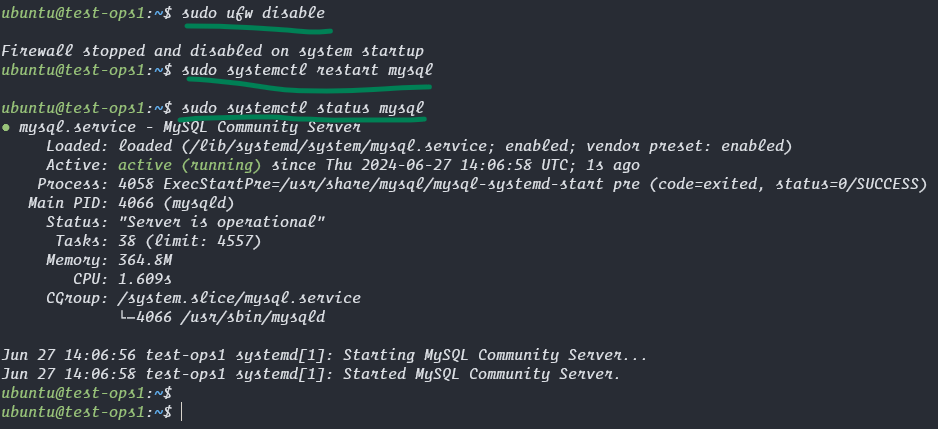 ubuntu@test-ops1:~$ sudo ufw disable
Firewall stopped and disabled on system startup
ubuntu@test-ops1:~$ sudo systemctl restart mysql
ubuntu@test-ops1:~$ sudo systemctl status mysql
● mysql.service - MySQL Community Server
     Loaded: loaded (/lib/systemd/system/mysql.service; enabled; vendor preset: enabled)
     Active: active (running) since Thu 2024-06-27 14:06:58 UTC; 1s ago
    Process: 4058 ExecStartPre=/usr/share/mysql/mysql-systemd-start pre (code=exited, status=0/SUCCESS)
   Main PID: 4066 (mysqld)
     Status: "Server is operational"
      Tasks: 38 (limit: 4557)
     Memory: 364.8M
        CPU: 1.609s
     CGroup: /system.slice/mysql.service
             └─4066 /usr/sbin/mysqld
Jun 27 14:06:56 test-ops1 systemd[1]: Starting MySQL Community Server...
Jun 27 14:06:58 test-ops1 systemd[1]: Started MySQL Community Server.
ubuntu@test-ops1:~$
ubuntu@test-ops1:~$